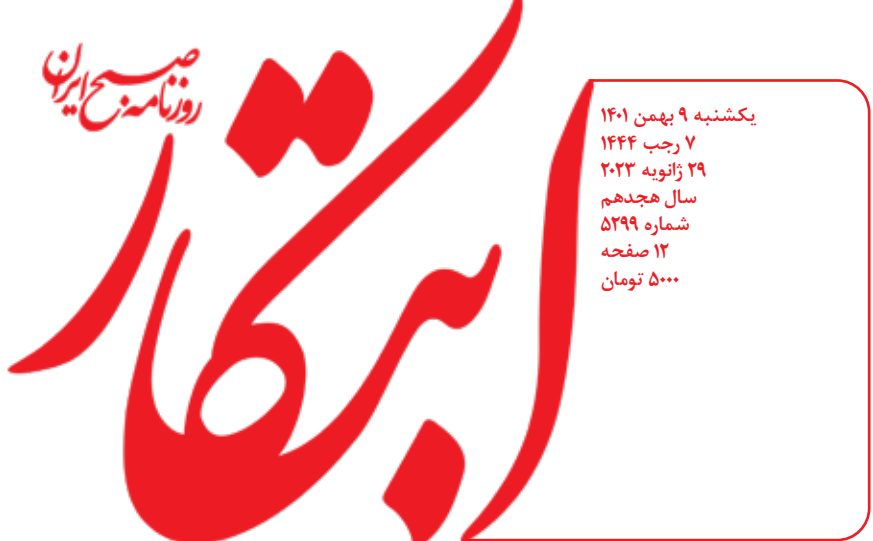 یکشنبه ۹ بهمن ۱۴۰۱
۷ رجب ۱۴۴۴
۲۹ ژانویه ۲۰۲۳
سال هجدهم
شماره ۵۲۹۹
۱۲ صفحه
۵۰۰۰ تومان
ابتکار
روزنامه صبح ایران